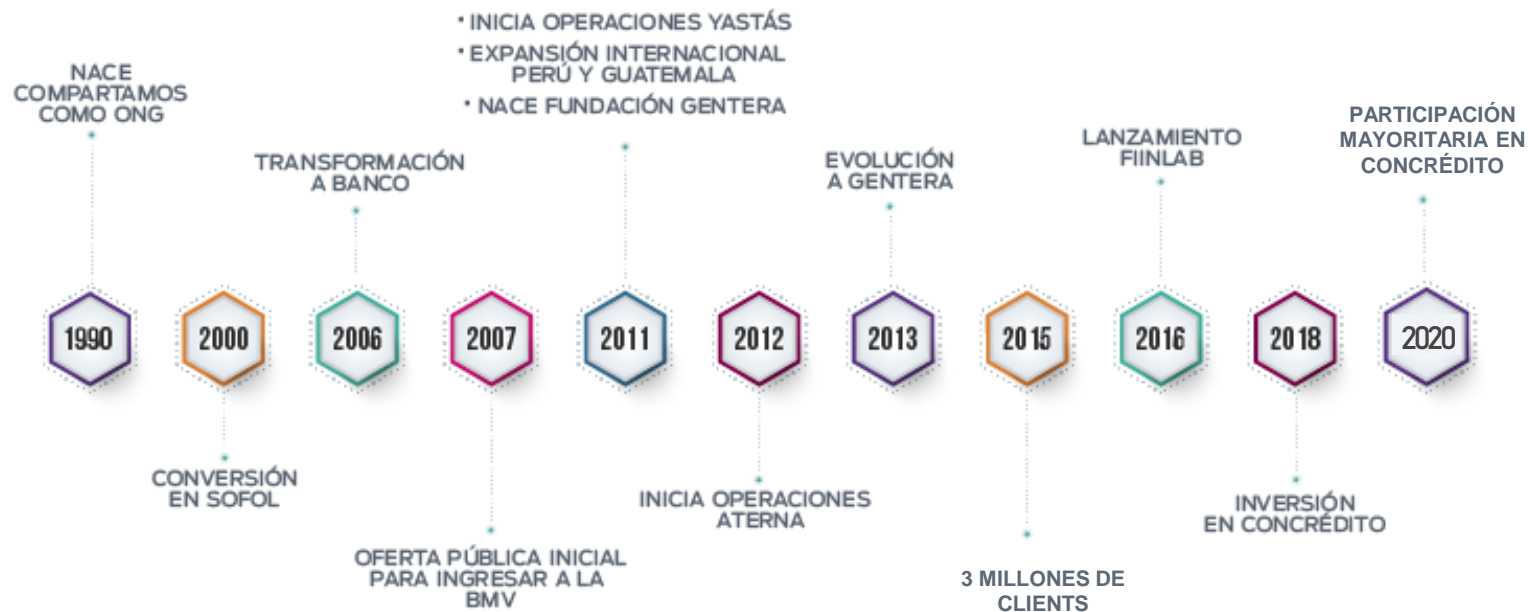 • INICIA OPERACIONES YASTÁS
• EXPANSIÓN INTERNACIONAL
PERÚ Y GUATEMALA
• NACE FUNDACIÓN GENTERA
NACE
COMPARTAMOS
COMO ONG
TRANSFORMACIÓN
A BANCO
EVOLUCIÓN
A GENTERA
LANZAMIENTO
FIINLAB
PARTICIPACIÓN
MAYORITARIA EN
CONCRÉDITO
1990
2000
2006
2007
2011
2012
2013
2015
2016
2018
2020
CONVERSIÓN
EN SOFOL
OFERTA PÚBLICA INICIAL
PARA INGRESAR A LA
BMV
INICIA OPERACIONES
ATERNA
3 MILLONES DE
CLIENTS
INVERSIÓN
EN CONCRÉDITO